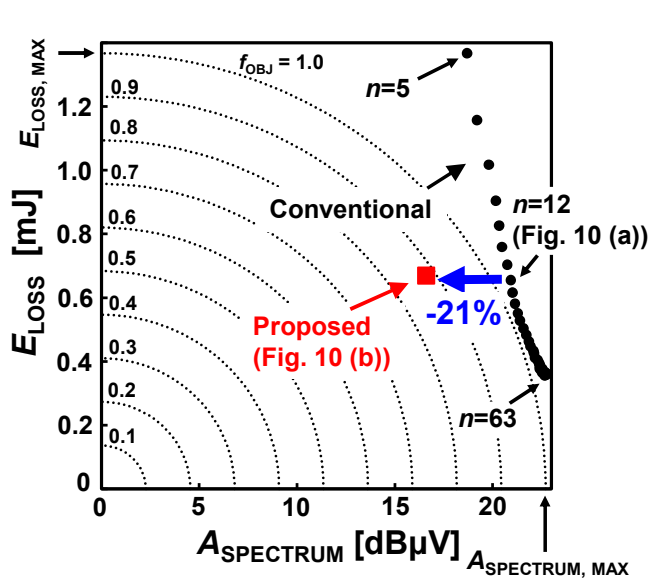 E_LOSS, MAX
E_LOSS [mJ]
1.2
1.0
0.8
0.6
0.4
0.2
0
f_OBJ = 1.0
0.9
0.8
0.7
0.6
0.5
0.4
0.3
0.2
0.1
n=5
Conventional
n=12
(Fig. 10 (a))
-21%
Proposed
(Fig. 10 (b))
n=63
0
5
10
15
20
A_SPECTRUM [dBµV]
A_SPECTRUM, MAX